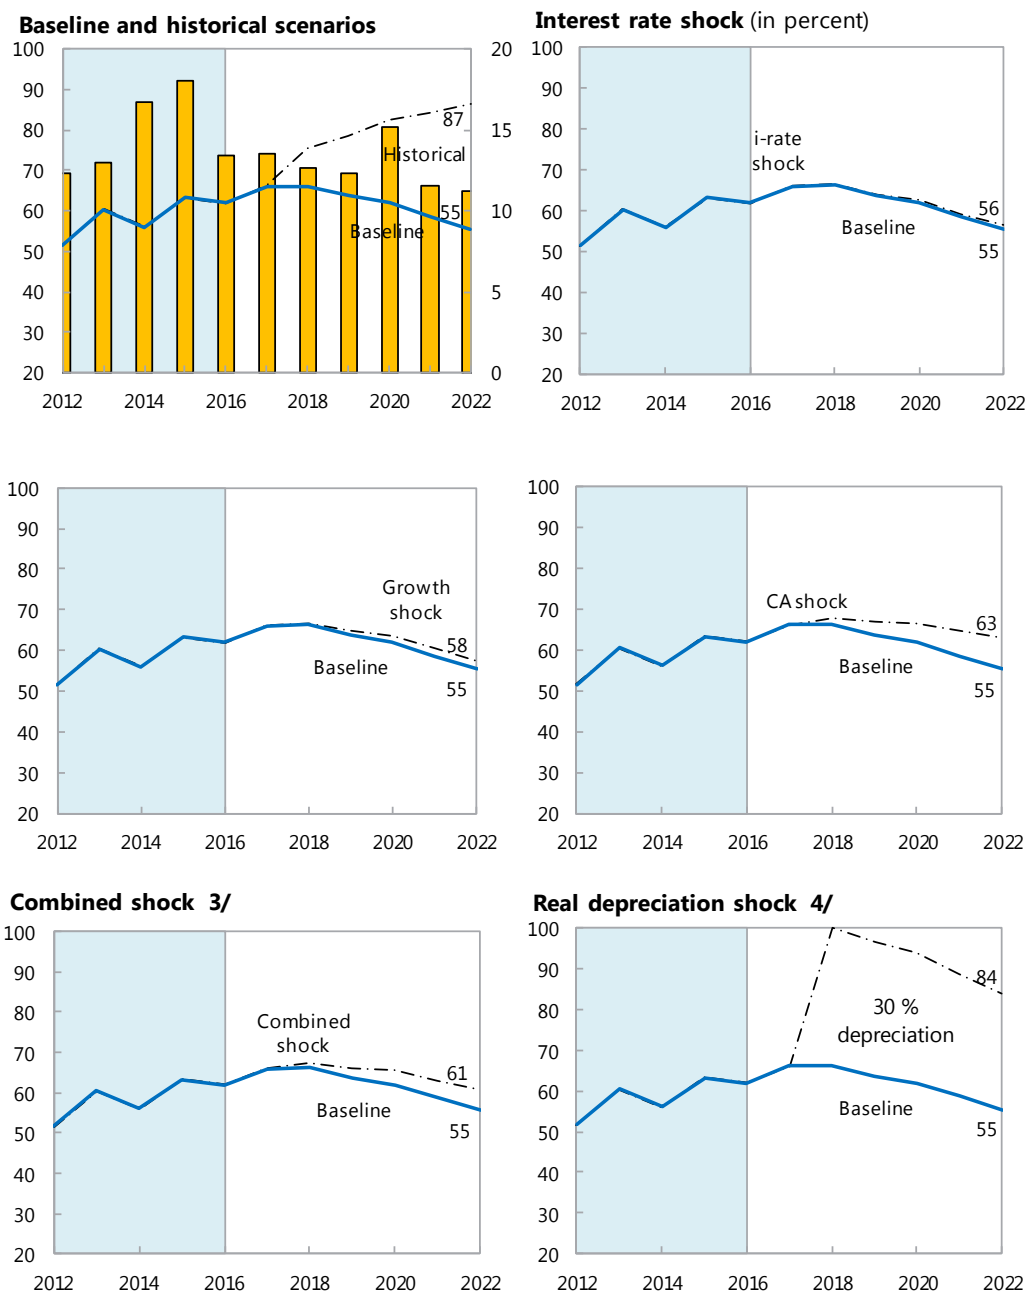 Baseline and historical scenarios
100
90
80
70
60
50
40
30
20
20
15
10
5
0
87
Historical
55
Baseline
2012 2014 2016 2018 2020 2022
Interest rate shock (in percent)
100
90
80
70
60
50
40
30
20
i-rate
shock
56
Baseline
55
2012 2014 2016 2018 2020 2022
100
90
80
70
60
50
40
30
20
Growth
shock
58
Baseline
55
2012 2014 2016 2018 2020 2022
100
90
80
70
60
50
40
30
20
CA shock
63
Baseline
55
2012 2014 2016 2018 2020 2022
Combined shock 3/
100
90
80
70
60
50
40
30
20
Combined
shock
61
Baseline
55
2012 2014 2016 2018 2020 2022
Real depreciation shock 4/
100
90
80
70
60
50
40
30
20
84
30 %
depreciation
Baseline
55
2012 2014 2016 2018 2020 2022